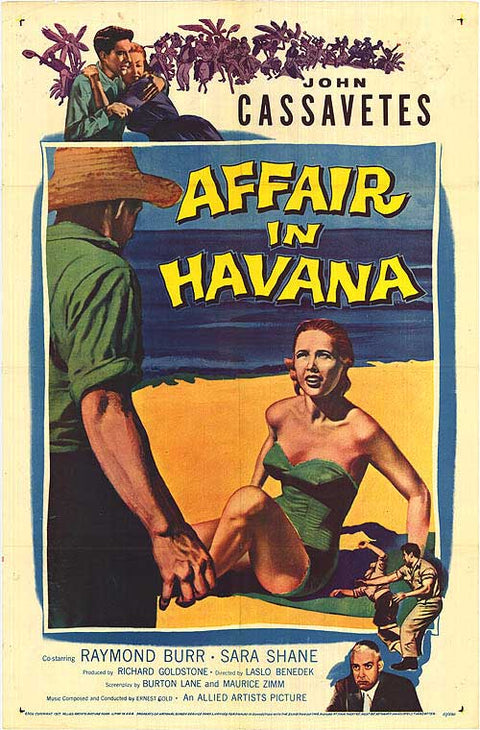 JOHN
CASSAVETES
AFFAIR
IN
HAVANA
Co-starring RAYMOND BURR · SARA SHANE
Produced by RICHARD GOLDSTONE · Directed by LASLO BENEDEK
Screenplay by BURTON LANE and MAURICE ZIMM
Music Composed and Conducted by ERNEST GOLD · An ALLIED ARTISTS PICTURE